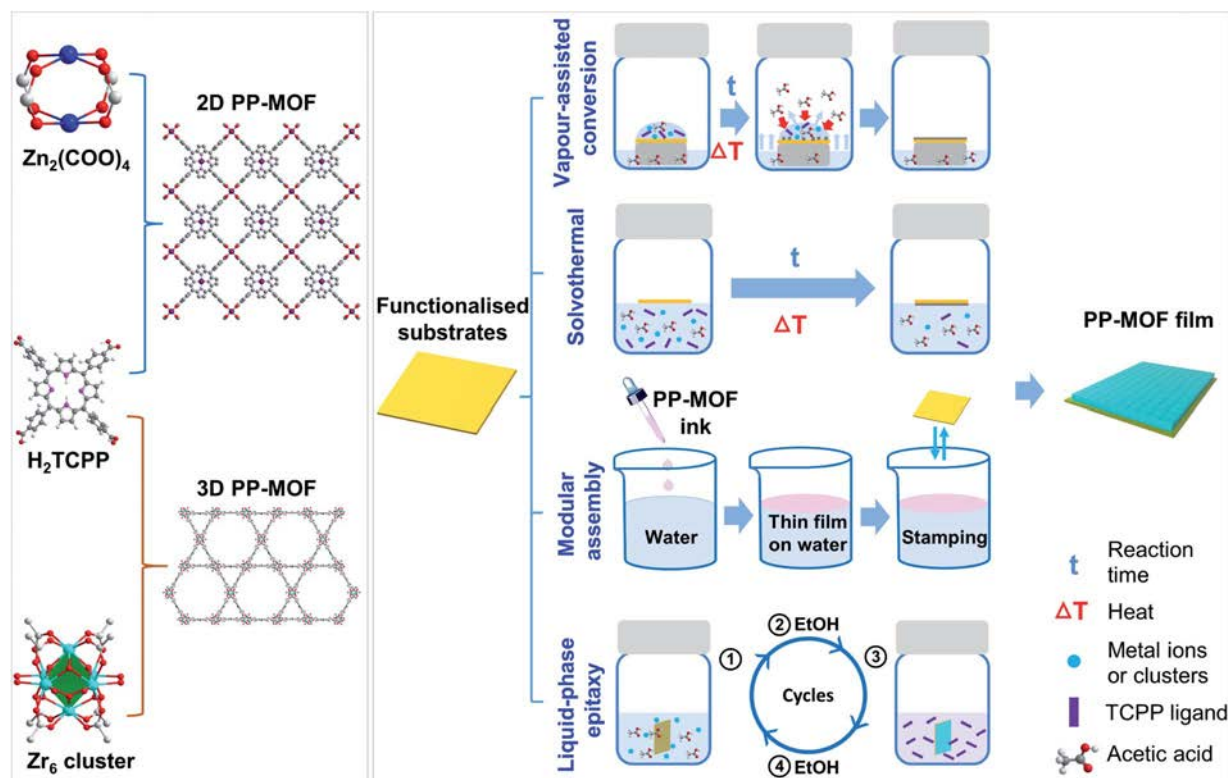 2D PP-MOF
Zn₂(COO)₄
H₂TCPP
3D PP-MOF
Zr₆ cluster
Functionalised
substrates
Vapour-assisted
conversion
t
ΔT
Solvothermal
t
ΔT
Modular
assembly
PP-MOF
ink
Water
Thin film
on water
Stamping
Liquid-phase
epitaxy
①
② EtOH
③
Cycles
④ EtOH
PP-MOF film
t Reaction
time
ΔT Heat
Metal ions
or clusters
TCPP ligand
Acetic acid